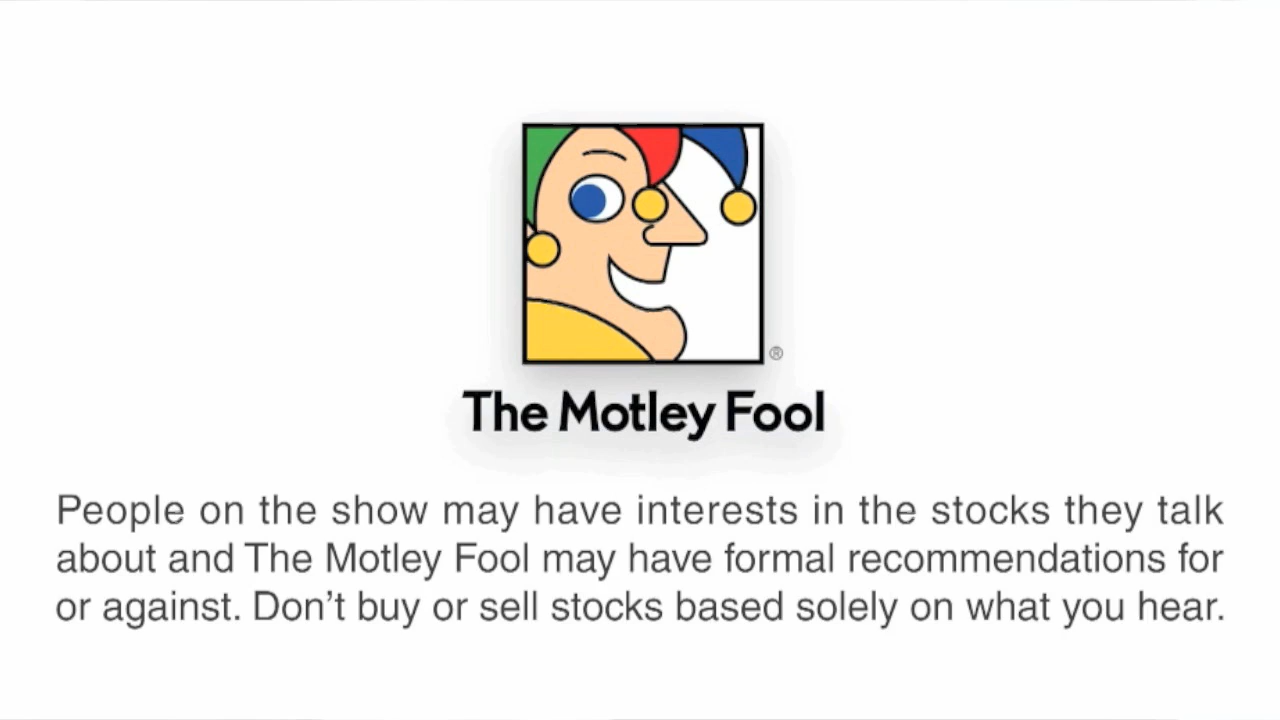 ®
The Motley Fool
People on the show may have interests in the stocks they talk
about and The Motley Fool may have formal recommendations for
or against. Don’t buy or sell stocks based solely on what you hear.